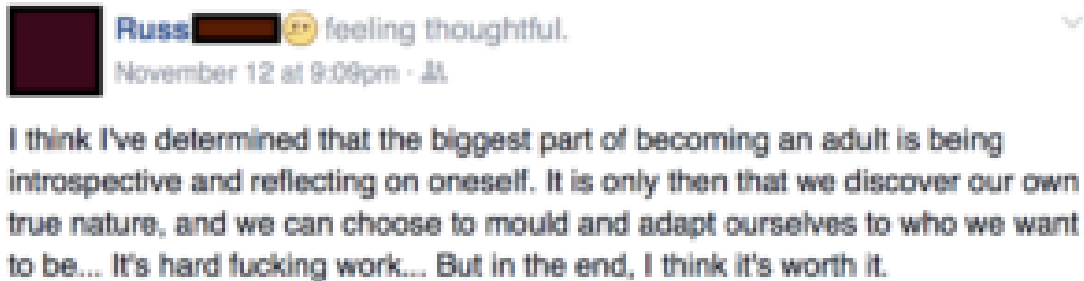 Russ feeling thoughtful.
November 12 at 9:09pm ·
I think I've determined that the biggest part of becoming an adult is being
introspective and reflecting on oneself. It is only then that we discover our own
true nature, and we can choose to mould and adapt ourselves to who we want
to be... It's hard fucking work... But in the end, I think it's worth it.